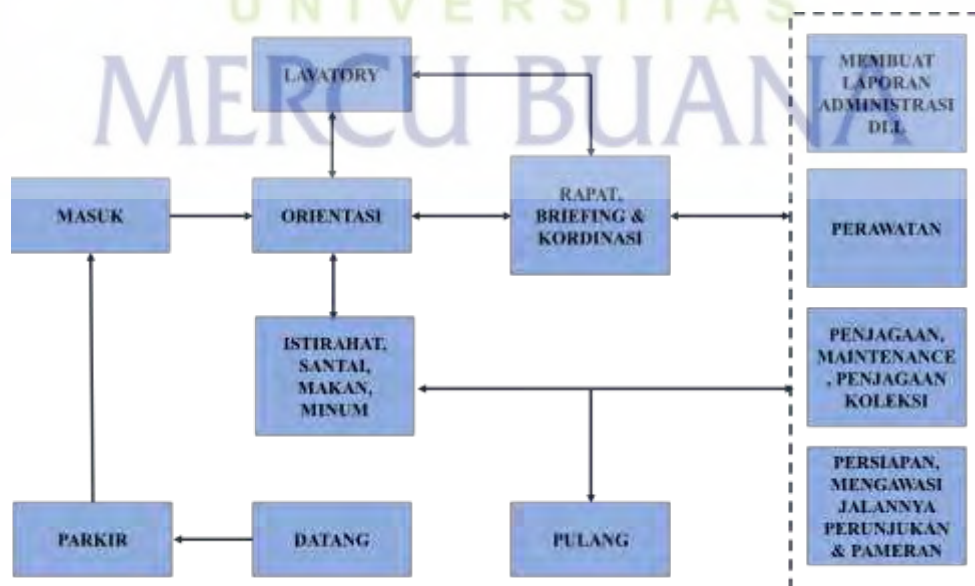 UNIVERSITAS
MERCU BUANA
LAVATORY
MEMBUAT
LAPORAN
ADMINISTRASI
DLL.
MASUK
ORIENTASI
RAPAT,
BRIEFING &
KORDINASI
PERAWATAN
ISTIRAHAT,
SANTAI,
MAKAN,
MINUM
PENJAGAAN,
MAINTENANCE
, PENJAGAAN
KOLEKSI
PARKIR
DATANG
PULANG
PERSIAPAN,
MENGAWASI
JALANNYA
PERUNJUKAN
& PAMERAN